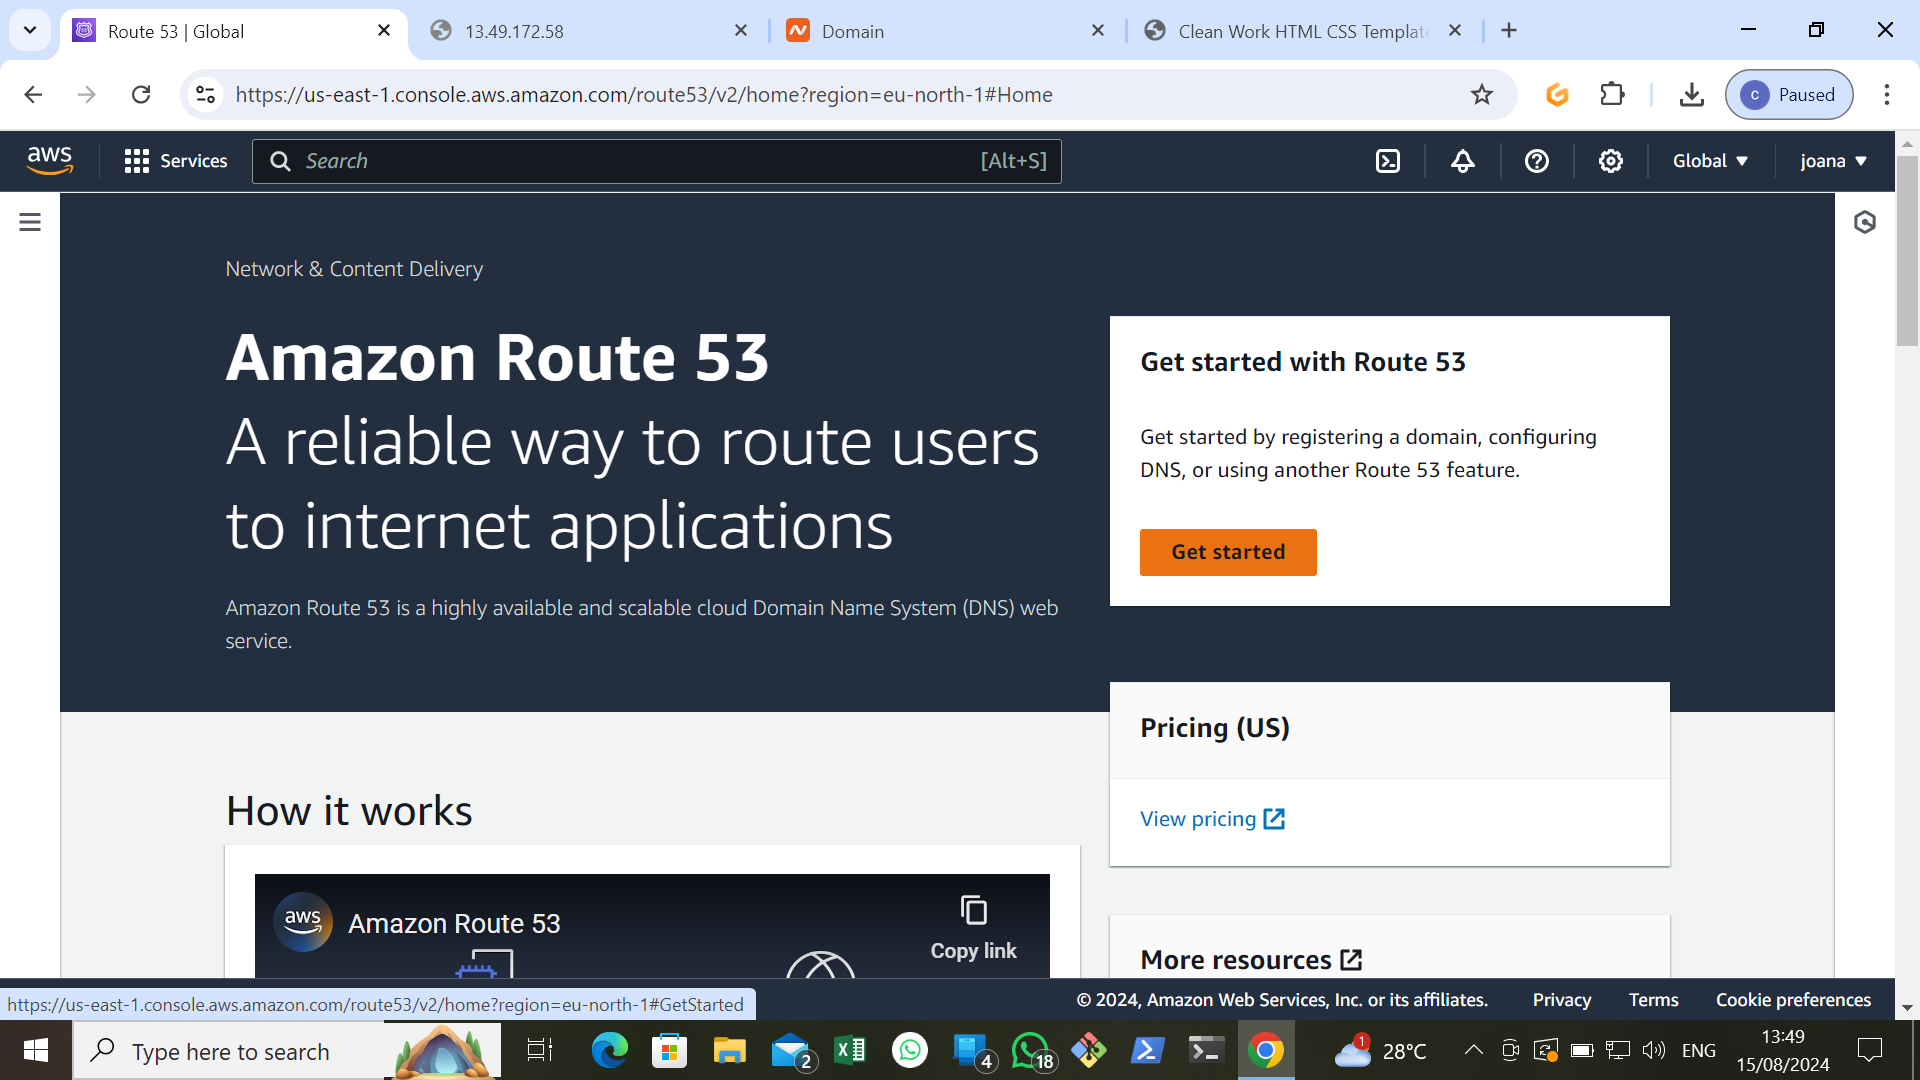 Route 53 | Global
13.49.172.58
Domain
Clean Work HTML CSS Template
https://us-east-1.console.aws.amazon.com/route53/v2/home?region=eu-north-1#Home
C
Paused
aws
Services
Search
[Alt+S]
Global
joana
Network & Content Delivery
Amazon Route 53
A reliable way to route users
to internet applications
Amazon Route 53 is a highly available and scalable cloud Domain Name System (DNS) web
service.
Get started with Route 53
Get started by registering a domain, configuring
DNS, or using another Route 53 feature.
Get started
Pricing (US)
View pricing
How it works
aws
Amazon Route 53
Copy link
More resources
https://us-east-1.console.aws.amazon.com/route53/v2/home?region=eu-north-1#GetStarted
© 2024, Amazon Web Services, Inc. or its affiliates.
Privacy
Terms
Cookie preferences
Type here to search
2
4
18
1
28°C
ENG
13:49
15/08/2024